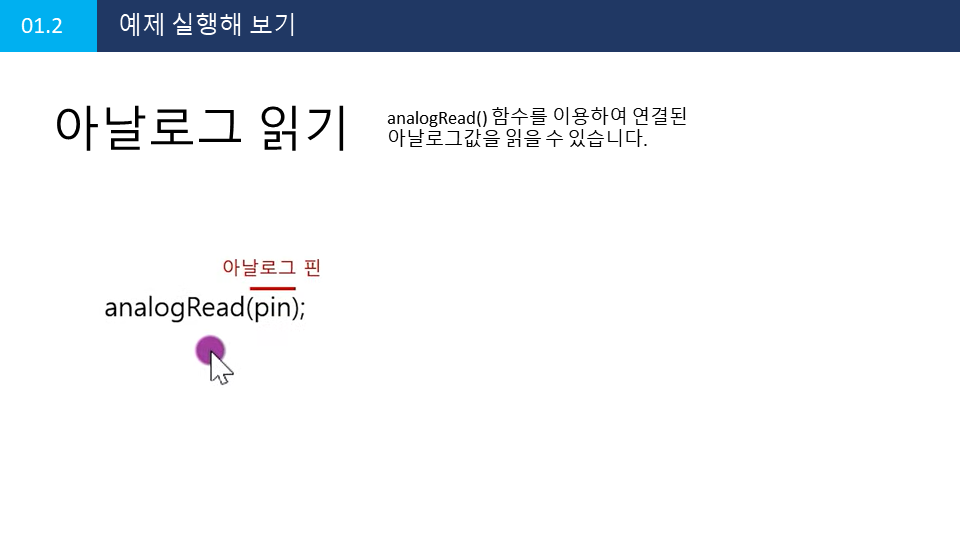 01.2
예제 실행해 보기
아날로그 읽기
analogRead() 함수를 이용하여 연결된
아날로그값을 읽을 수 있습니다.
아날로그 핀
analogRead(pin);